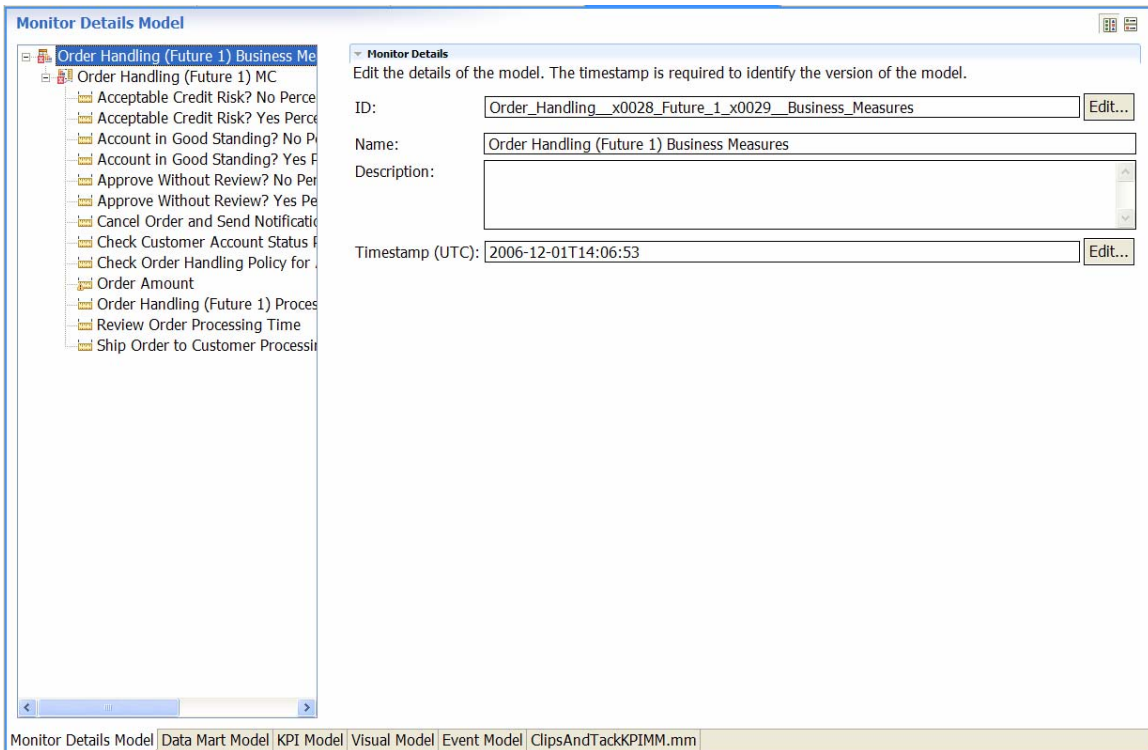 Monitor Details Model
Order Handling (Future 1) Business Me
Order Handling (Future 1) MC
Acceptable Credit Risk? No Perce
Acceptable Credit Risk? Yes Perce
Account in Good Standing? No P
Account in Good Standing? Yes P
Approve Without Review? No Per
Approve Without Review? Yes Pe
Cancel Order and Send Notificatio
Check Customer Account Status P
Check Order Handling Policy for
Order Amount
Order Handling (Future 1) Proces
Review Order Processing Time
Ship Order to Customer Processin
Monitor Details
Edit the details of the model. The timestamp is required to identify the version of the model.
ID: Order_Handling__x0028_Future_1_x0029__Business_Measures Edit...
Name: Order Handling (Future 1) Business Measures
Description:
Timestamp (UTC): 2006-12-01T14:06:53 Edit...
Monitor Details Model Data Mart Model KPI Model Visual Model Event Model ClipsAndTackKPIMM.mm